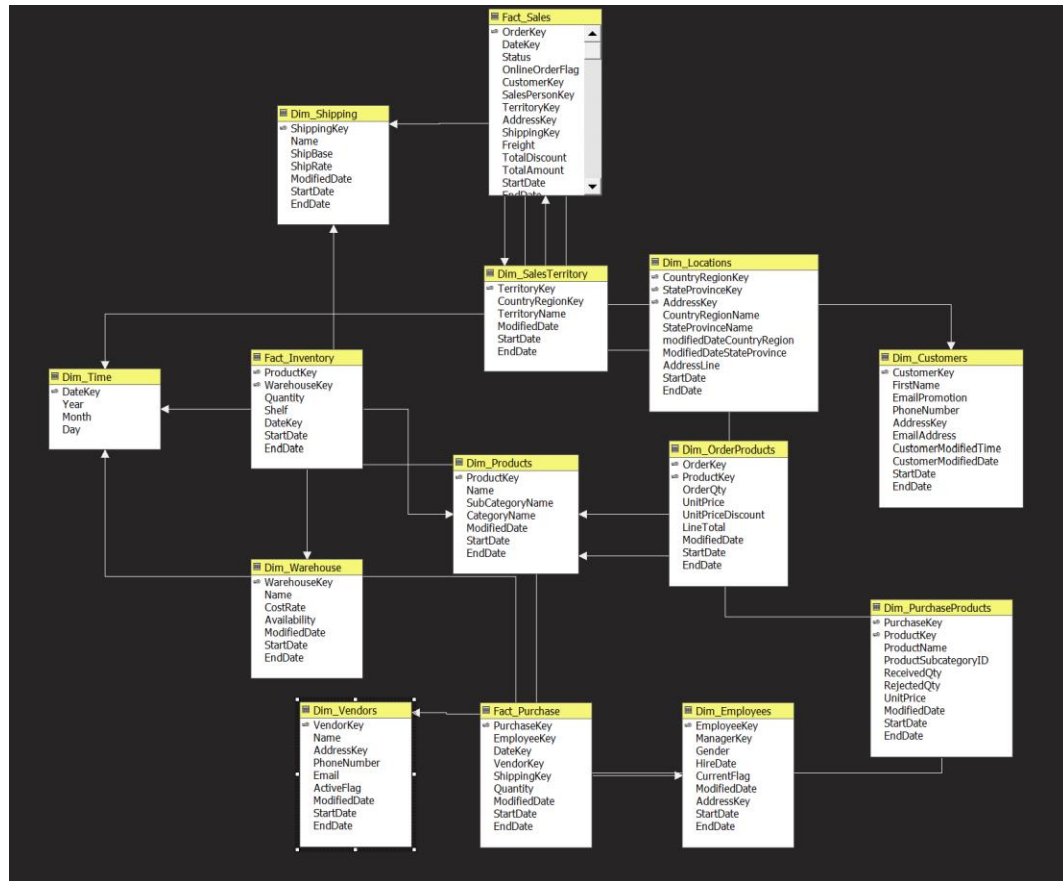 Fact_Sales
OrderKey
DateKey
Status
OnlineOrderFlag
CustomerKey
SalesPersonKey
TerritoryKey
AddressKey
ShippingKey
Freight
TotalDiscount
TotalAmount
StartDate
EndDate
Dim_Shipping
ShippingKey
Name
ShipBase
ShipRate
ModifiedDate
StartDate
EndDate
Dim_SalesTerritory
TerritoryKey
CountryRegionKey
TerritoryName
ModifiedDate
StartDate
EndDate
Dim_Locations
CountryRegionKey
StateProvinceKey
AddressKey
CountryRegionName
StateProvinceName
modifiedDateCountryRegion
ModifiedDateStateProvince
AddressLine
StartDate
EndDate
Dim_Customers
CustomerKey
FirstName
EmailPromotion
PhoneNumber
AddressKey
EmailAddress
CustomerModifiedTime
CustomerModifiedDate
StartDate
EndDate
Dim_Time
DateKey
Year
Month
Day
Fact_Inventory
ProductKey
WarehouseKey
Quantity
Shelf
DateKey
StartDate
EndDate
Dim_Products
ProductKey
Name
SubCategoryName
CategoryName
ModifiedDate
StartDate
EndDate
Dim_OrderProducts
OrderKey
ProductKey
OrderQty
UnitPrice
UnitPriceDiscount
LineTotal
ModifiedDate
StartDate
EndDate
Dim_Warehouse
WarehouseKey
Name
CostRate
Availability
ModifiedDate
StartDate
EndDate
Dim_PurchaseProducts
PurchaseKey
ProductKey
ProductName
ProductSubcategoryID
ReceivedQty
RejectedQty
UnitPrice
ModifiedDate
StartDate
EndDate
Dim_Vendors
VendorKey
Name
AddressKey
PhoneNumber
Email
ActiveFlag
ModifiedDate
StartDate
EndDate
Fact_Purchase
PurchaseKey
EmployeeKey
DateKey
VendorKey
ShippingKey
Quantity
ModifiedDate
StartDate
EndDate
Dim_Employees
EmployeeKey
ManagerKey
Gender
HireDate
CurrentFlag
ModifiedDate
AddressKey
StartDate
EndDate